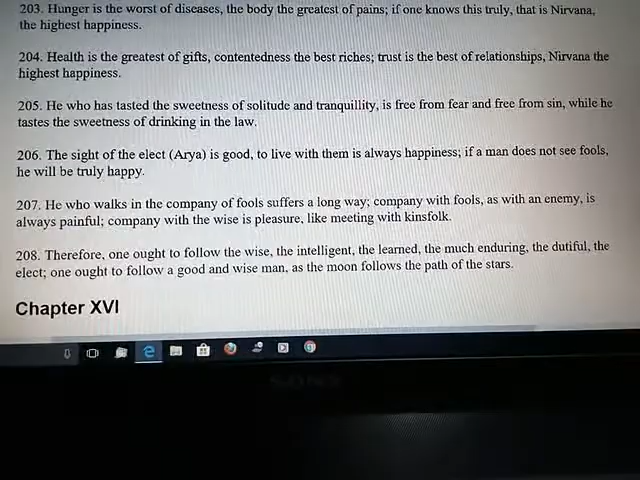 203. Hunger is the worst of diseases, the body the greatest of pains; if one knows this truly, that is Nirvana,
the highest happiness.
204. Health is the greatest of gifts, contentedness the best riches; trust is the best of relationships, Nirvana the
highest happiness.
205. He who has tasted the sweetness of solitude and tranquillity, is free from fear and free from sin, while he
tastes the sweetness of drinking in the law.
206. The sight of the elect (Arya) is good, to live with them is always happiness; if a man does not see fools,
he will be truly happy.
207. He who walks in the company of fools suffers a long way; company with fools, as with an enemy, is
always painful; company with the wise is pleasure, like meeting with kinsfolk.
208. Therefore, one ought to follow the wise, the intelligent, the learned, the much enduring, the dutiful, the
elect; one ought to follow a good and wise man, as the moon follows the path of the stars.
Chapter XVI
SONY